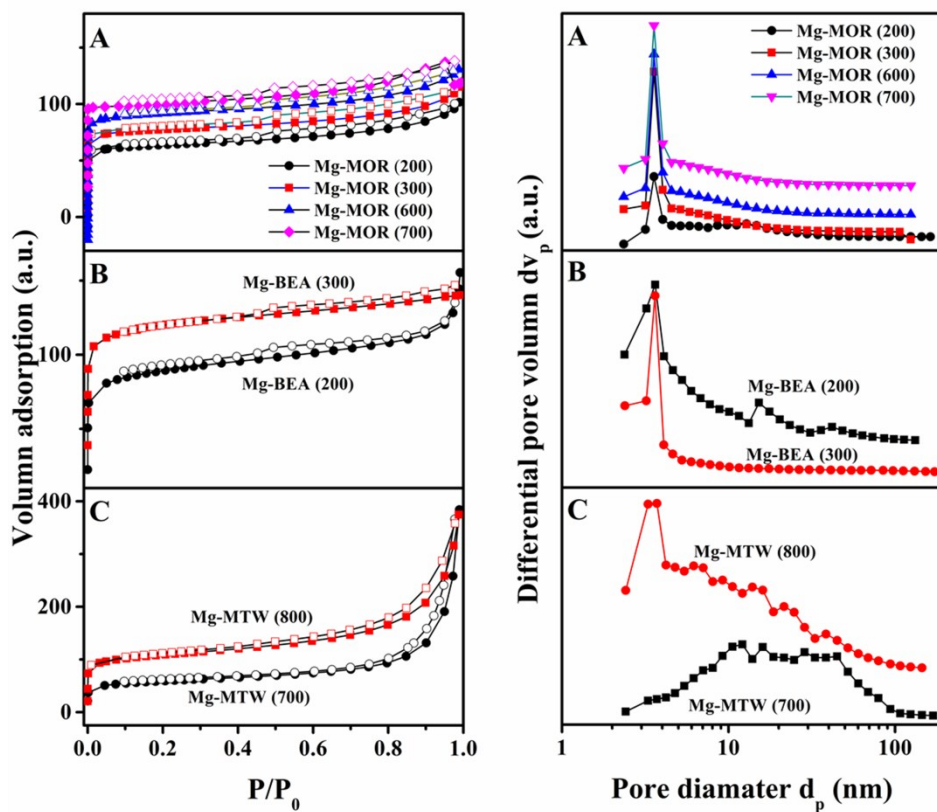 A
100
0
Mg-MOR (200)
Mg-MOR (300)
Mg-MOR (600)
Mg-MOR (700)
B
Mg-BEA (300)
100
Mg-BEA (200)
C
400
Mg-MTW (800)
200
Mg-MTW (700)
0
0.0 0.2 0.4 0.6 0.8 1.0
P/P0
Volumn adsorption (a.u.)
A
Mg-MOR (200)
Mg-MOR (300)
Mg-MOR (600)
Mg-MOR (700)
B
Mg-BEA (200)
Mg-BEA (300)
C
Mg-MTW (800)
Mg-MTW (700)
1 10 100
Pore diamater dp (nm)
Differential pore volumn dvp (a.u.)